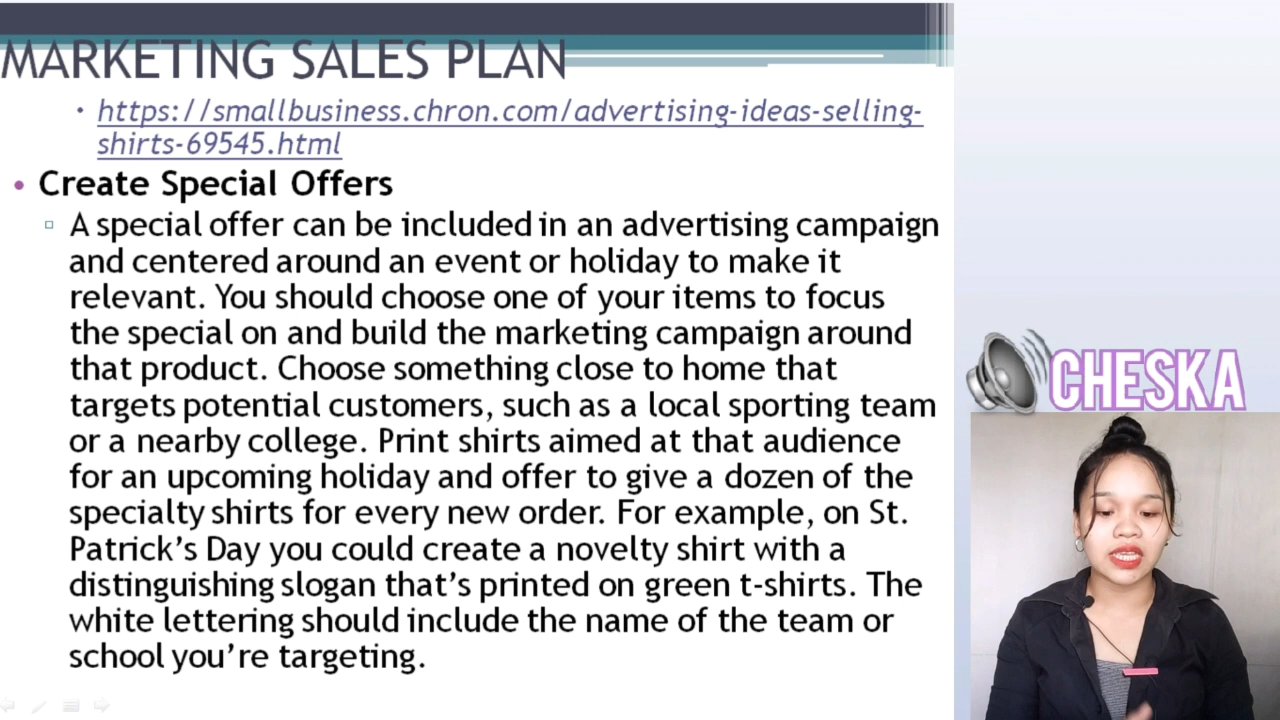 MARKETING SALES PLAN
https://smallbusiness.chron.com/advertising-ideas-selling-
shirts-69545.html
Create Special Offers
A special offer can be included in an advertising campaign
and centered around an event or holiday to make it
relevant. You should choose one of your items to focus
the special on and build the marketing campaign around
that product. Choose something close to home that
targets potential customers, such as a local sporting team
or a nearby college. Print shirts aimed at that audience
for an upcoming holiday and offer to give a dozen of the
specialty shirts for every new order. For example, on St.
Patrick’s Day you could create a novelty shirt with a
distinguishing slogan that’s printed on green t-shirts. The
white lettering should include the name of the team or
school you’re targeting.
CHESKA